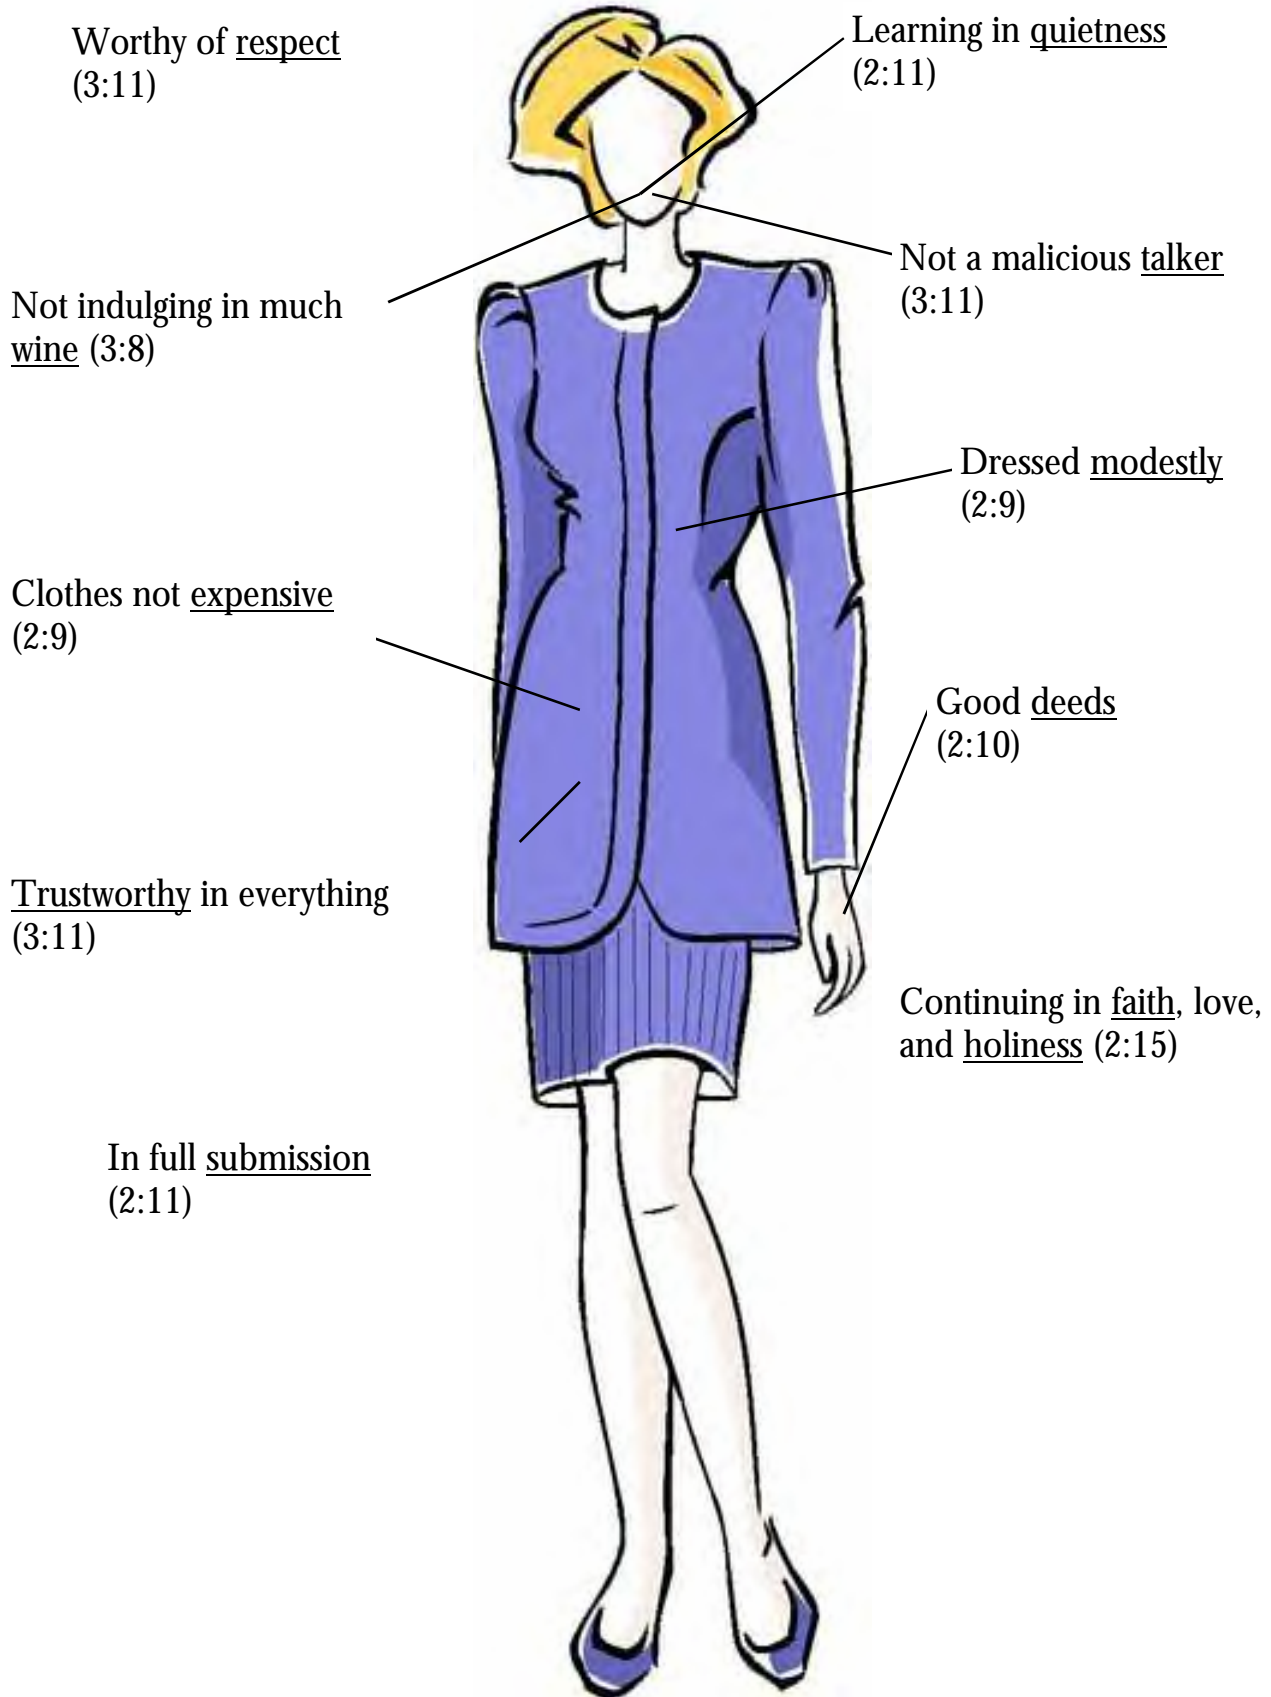 Worthy of respect
(3:11)
Learning in quietness
(2:11)
Not a malicious talker
(3:11)
Not indulging in much
wine (3:8)
Dressed modestly
(2:9)
Clothes not expensive
(2:9)
Good deeds
(2:10)
Trustworthy in everything
(3:11)
Continuing in faith, love,
and holiness (2:15)
In full submission
(2:11)